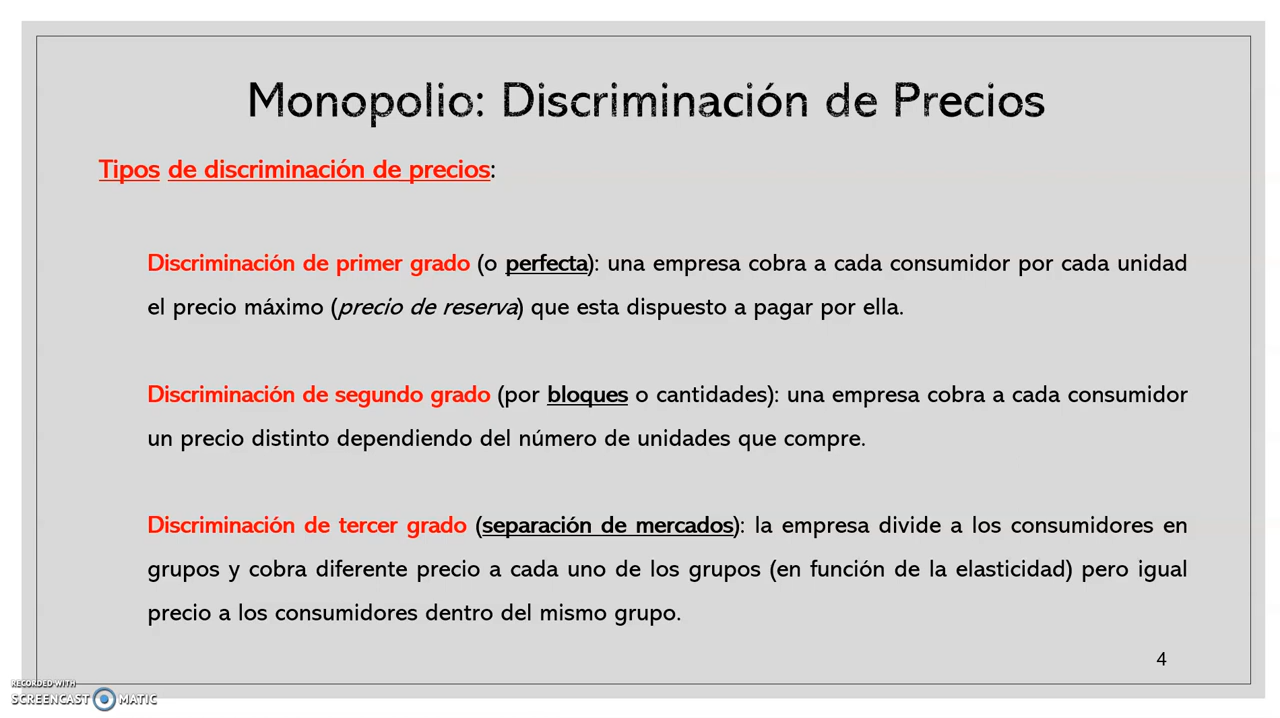 Monopolio: Discriminación de Precios
Tipos de discriminación de precios:
Discriminación de primer grado (o perfecta): una empresa cobra a cada consumidor por cada unidad
el precio máximo (precio de reserva) que esta dispuesto a pagar por ella.
Discriminación de segundo grado (por bloques o cantidades): una empresa cobra a cada consumidor
un precio distinto dependiendo del número de unidades que compre.
Discriminación de tercer grado (separación de mercados): la empresa divide a los consumidores en
grupos y cobra diferente precio a cada uno de los grupos (en función de la elasticidad) pero igual
precio a los consumidores dentro del mismo grupo.
4
RECORDED WITH
SCREENCAST MATIC